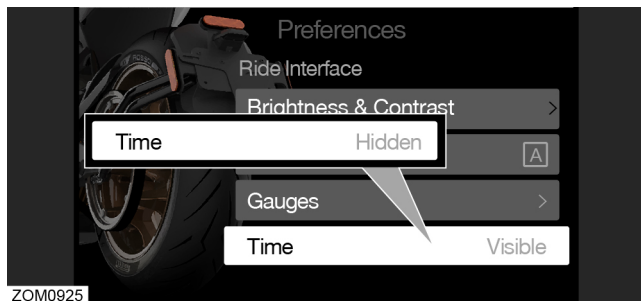 Preferences
Ride Interface
Brightness & Contrast >
Time Hidden
A
Gauges >
Time Visible
ZOM0925